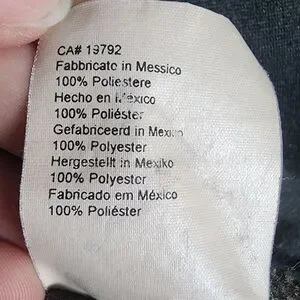 CA# 19792
Fabbricato in Messico
100% Poliestere
Hecho en México
100% Poliéster
Gefabriceerd in Mexico
100% Polyester
Hergestellt in Mexiko
100% Polyester
Fabricado em México
100% Poliéster